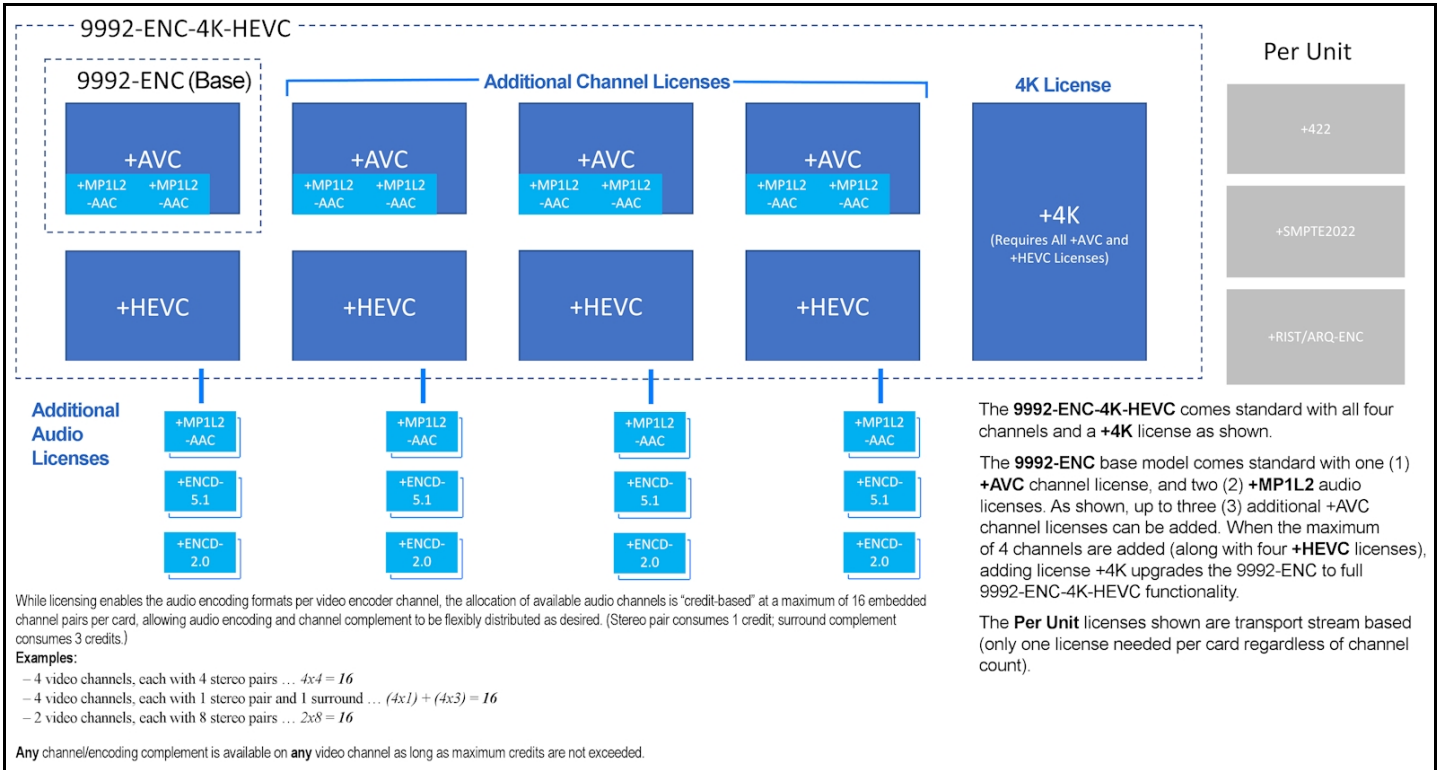 9992-ENC-4K-HEVC
9992-ENC (Base)
Additional Channel Licenses
4K License
Per Unit
+AVC
+MP1L2
-AAC
+MP1L2
-AAC
+AVC
+MP1L2
-AAC
+MP1L2
-AAC
+AVC
+MP1L2
-AAC
+MP1L2
-AAC
+AVC
+MP1L2
-AAC
+MP1L2
-AAC
+HEVC
+HEVC
+HEVC
+HEVC
+4K
(Requires All +AVC and
+HEVC Licenses)
+422
+SMPTE2022
+RIST/ARQ-ENC
Additional
Audio
Licenses
+MP1L2
-AAC
+ENCD-
5.1
+ENCD-
2.0
+MP1L2
-AAC
+ENCD-
5.1
+ENCD-
2.0
+MP1L2
-AAC
+ENCD-
5.1
+ENCD-
2.0
+MP1L2
-AAC
+ENCD-
5.1
+ENCD-
2.0
While licensing enables the audio encoding formats per video encoder channel, the allocation of available audio channels is “credit-based” at a maximum of 16 embedded
channel pairs per card, allowing audio encoding and channel complement to be flexibly distributed as desired. (Stereo pair consumes 1 credit; surround complement
consumes 3 credits.)
Examples:
– 4 video channels, each with 4 stereo pairs … 4x4 = 16
– 4 video channels, each with 1 stereo pair and 1 surround … (4x1) + (4x3) = 16
– 2 video channels, each with 8 stereo pairs … 2x8 = 16
Any channel/encoding complement is available on any video channel as long as maximum credits are not exceeded.
The 9992-ENC-4K-HEVC comes standard with all four
channels and a +4K license as shown.
The 9992-ENC base model comes standard with one (1)
+AVC channel license, and two (2) +MP1L2 audio
licenses. As shown, up to three (3) additional +AVC
channel licenses can be added. When the maximum
of 4 channels are added (along with four +HEVC licenses),
adding license +4K upgrades the 9992-ENC to full
9992-ENC-4K-HEVC functionality.
The Per Unit licenses shown are transport stream based
(only one license needed per card regardless of channel
count).